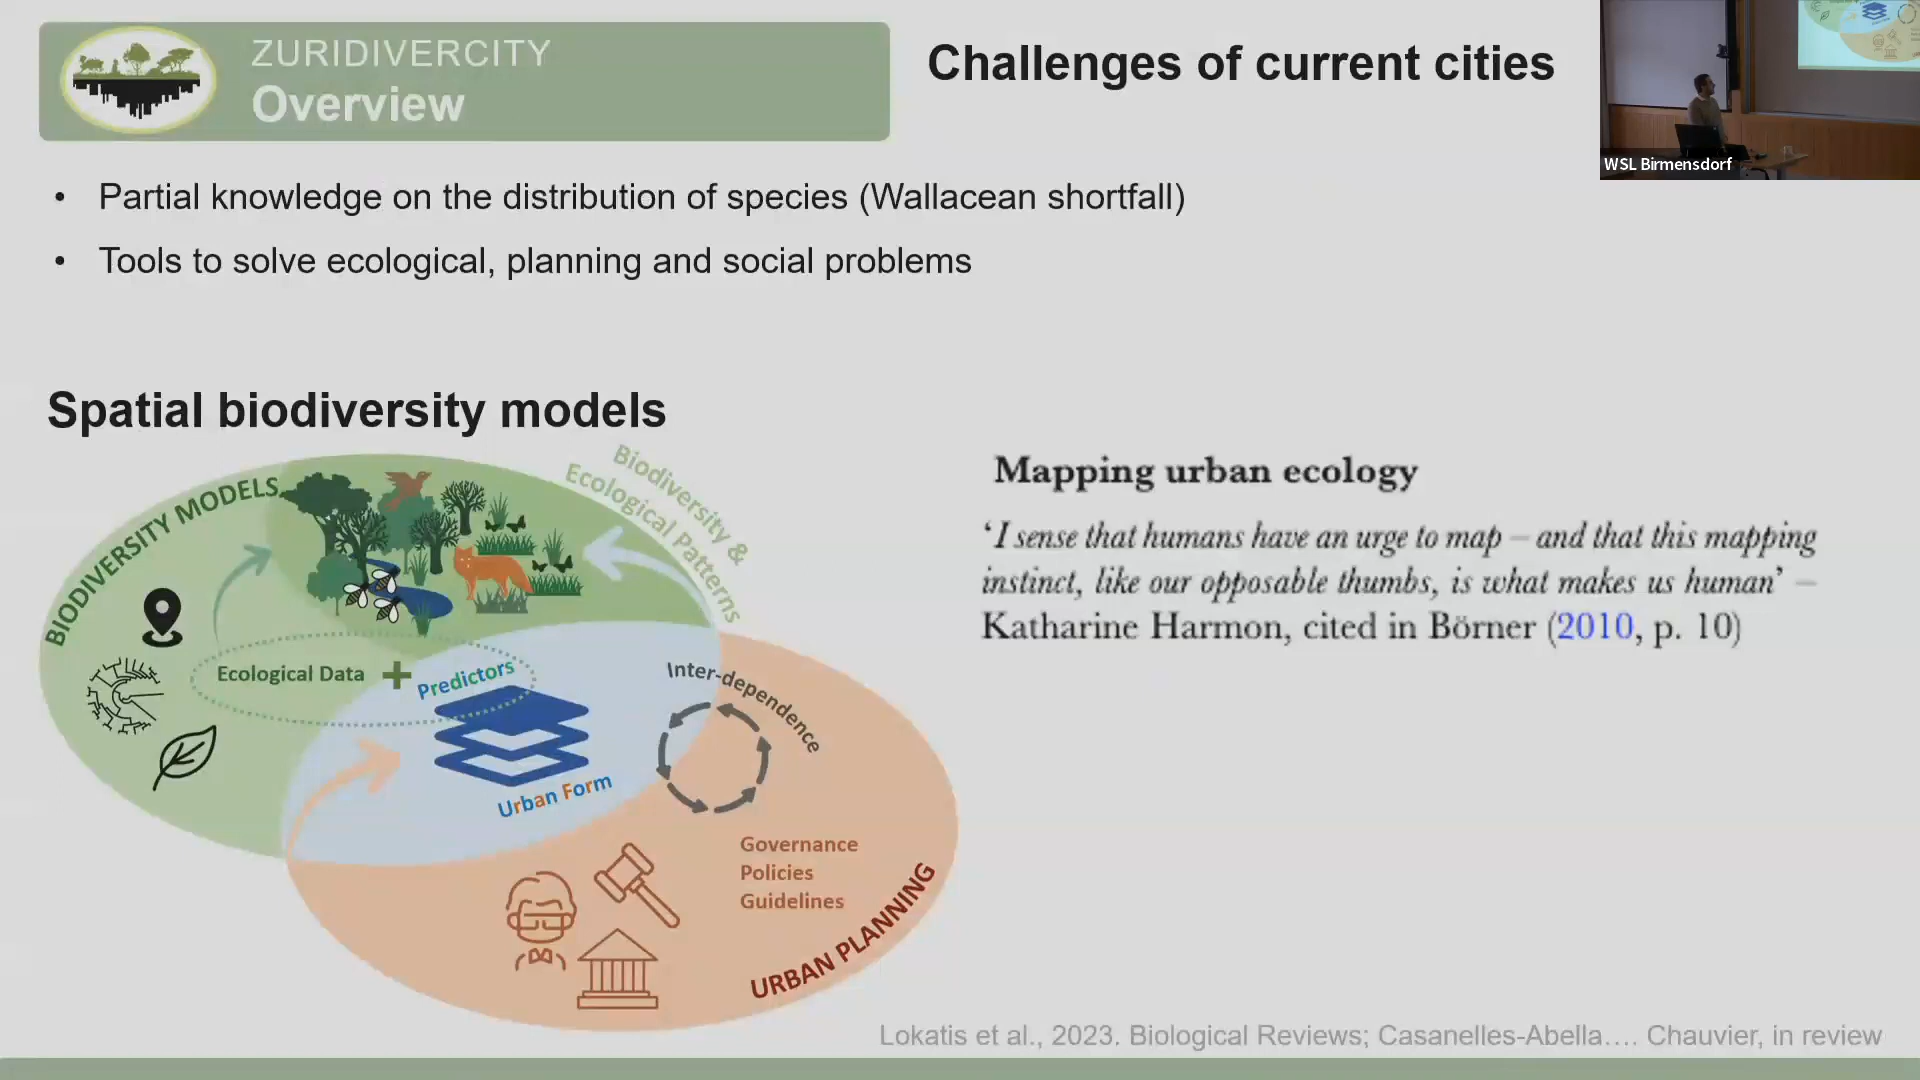 ZURIDIVERCITY
Overview
Challenges of current cities
WSL Birmensdorf
• Partial knowledge on the distribution of species (Wallacean shortfall)
• Tools to solve ecological, planning and social problems
Spatial biodiversity models
BIODIVERSITY MODELS
Biodiversity &
Ecological Patterns
Ecological Data + Predictors
Urban Form
Inter-dependence
Governance
Policies
Guidelines
URBAN PLANNING
Mapping urban ecology
‘I sense that humans have an urge to map – and that this mapping
instinct, like our opposable thumbs, is what makes us human’ –
Katharine Harmon, cited in Börner (2010, p. 10)
Lokatis et al., 2023. Biological Reviews; Casanelles-Abella.... Chauvier, in review